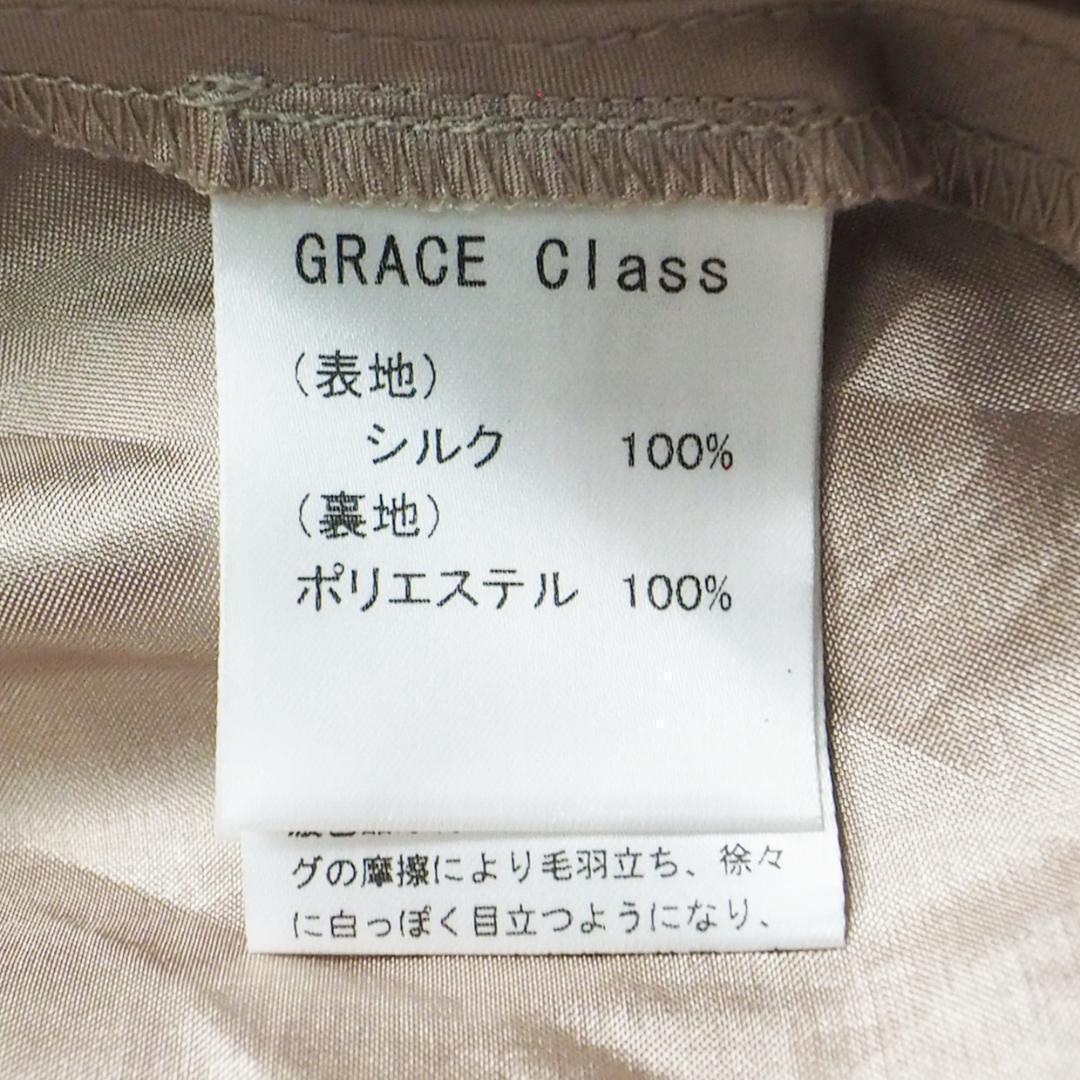 GRACE Class
（表地）
シルク 100%
（裏地）
ポリエステル 100%
グの摩擦により毛羽立ち、徐々
に白っぽく目立つようになり、